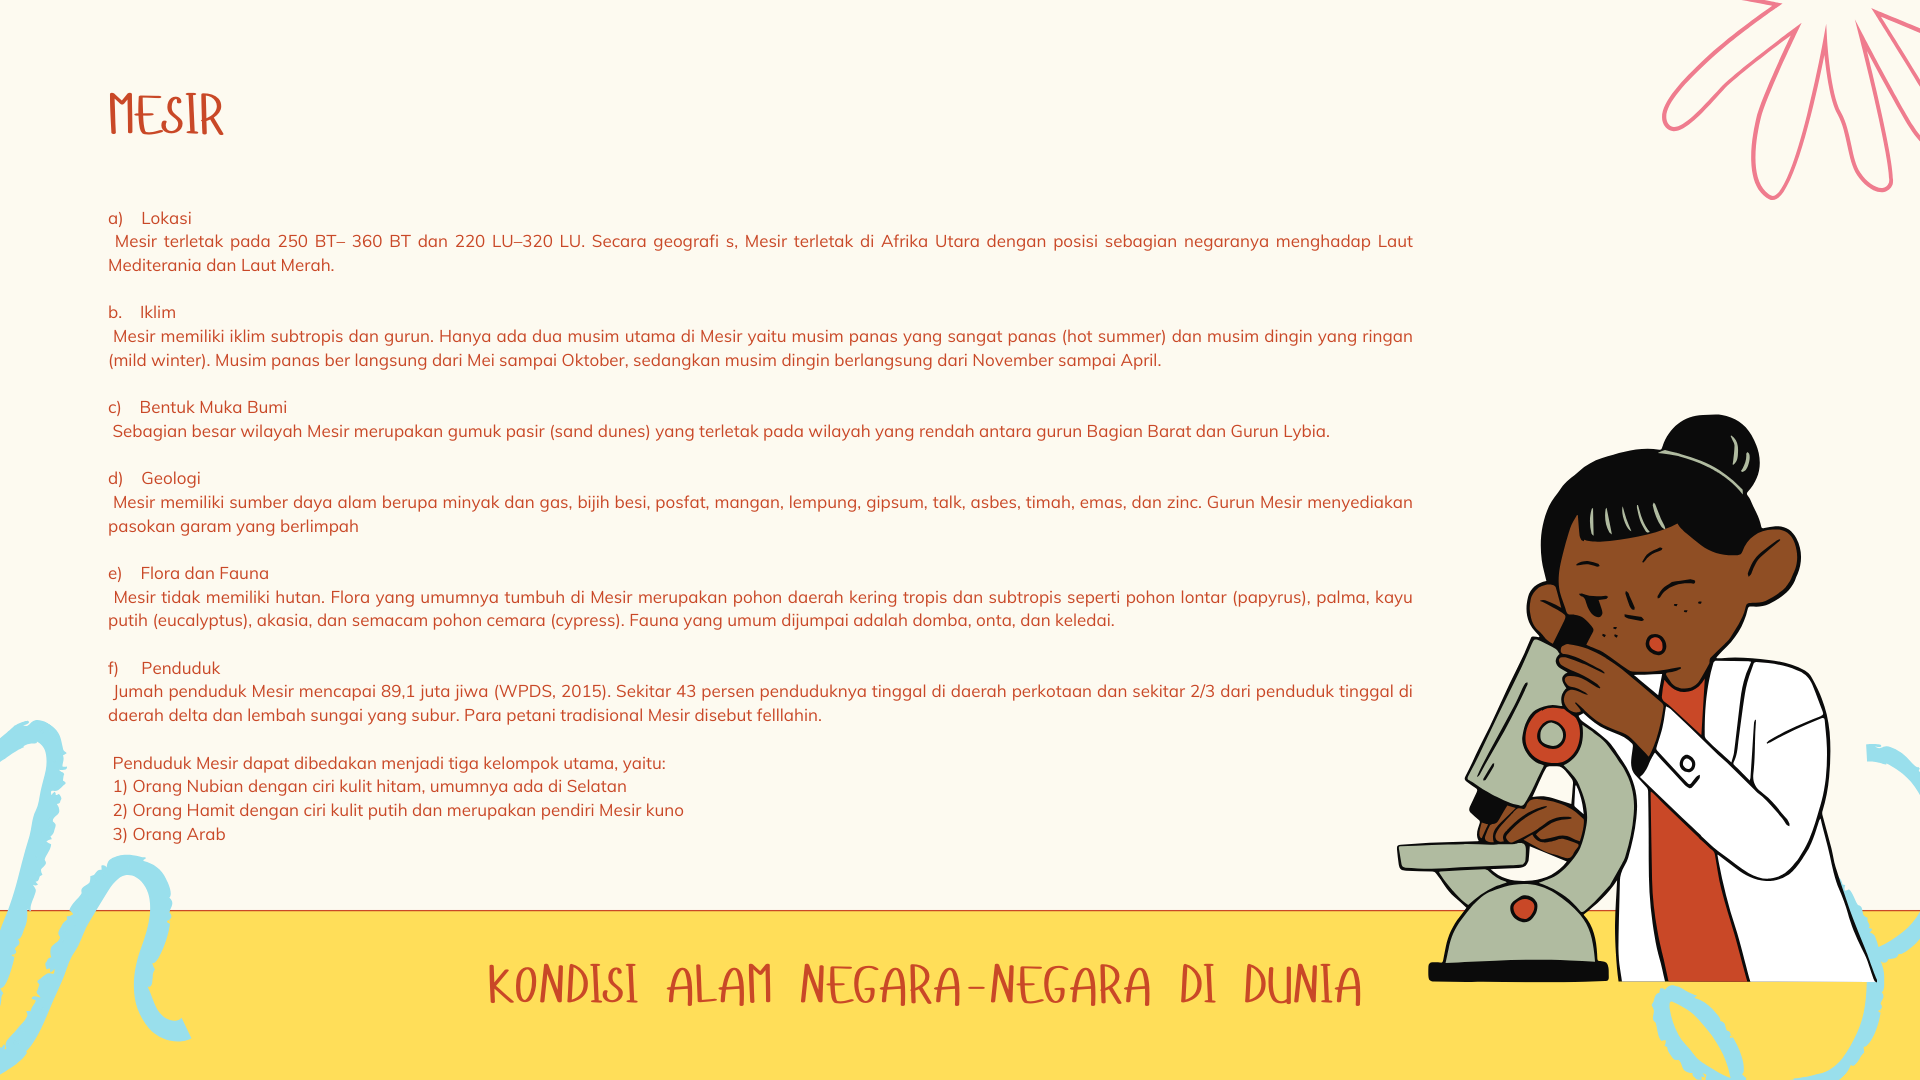 MESIR
a) Lokasi
Mesir terletak pada 250 BT– 360 BT dan 220 LU–320 LU. Secara geografi s, Mesir terletak di Afrika Utara dengan posisi sebagian negaranya menghadap Laut
Mediterania dan Laut Merah.
b. Iklim
Mesir memiliki iklim subtropis dan gurun. Hanya ada dua musim utama di Mesir yaitu musim panas yang sangat panas (hot summer) dan musim dingin yang ringan
(mild winter). Musim panas ber langsung dari Mei sampai Oktober, sedangkan musim dingin berlangsung dari November sampai April.
c) Bentuk Muka Bumi
Sebagian besar wilayah Mesir merupakan gumuk pasir (sand dunes) yang terletak pada wilayah yang rendah antara gurun Bagian Barat dan Gurun Lybia.
d) Geologi
Mesir memiliki sumber daya alam berupa minyak dan gas, bijih besi, posfat, mangan, lempung, gipsum, talk, asbes, timah, emas, dan zinc. Gurun Mesir menyediakan
pasokan garam yang berlimpah
e) Flora dan Fauna
Mesir tidak memiliki hutan. Flora yang umumnya tumbuh di Mesir merupakan pohon daerah kering tropis dan subtropis seperti pohon lontar (papyrus), palma, kayu
putih (eucalyptus), akasia, dan semacam pohon cemara (cypress). Fauna yang umum dijumpai adalah domba, onta, dan keledai.
f) Penduduk
Jumah penduduk Mesir mencapai 89,1 juta jiwa (WPDS, 2015). Sekitar 43 persen penduduknya tinggal di daerah perkotaan dan sekitar 2/3 dari penduduk tinggal di
daerah delta dan lembah sungai yang subur. Para petani tradisional Mesir disebut felllahin.
Penduduk Mesir dapat dibedakan menjadi tiga kelompok utama, yaitu:
1) Orang Nubian dengan ciri kulit hitam, umumnya ada di Selatan
2) Orang Hamit dengan ciri kulit putih dan merupakan pendiri Mesir kuno
3) Orang Arab
KONDISI ALAM NEGARA-NEGARA DI DUNIA